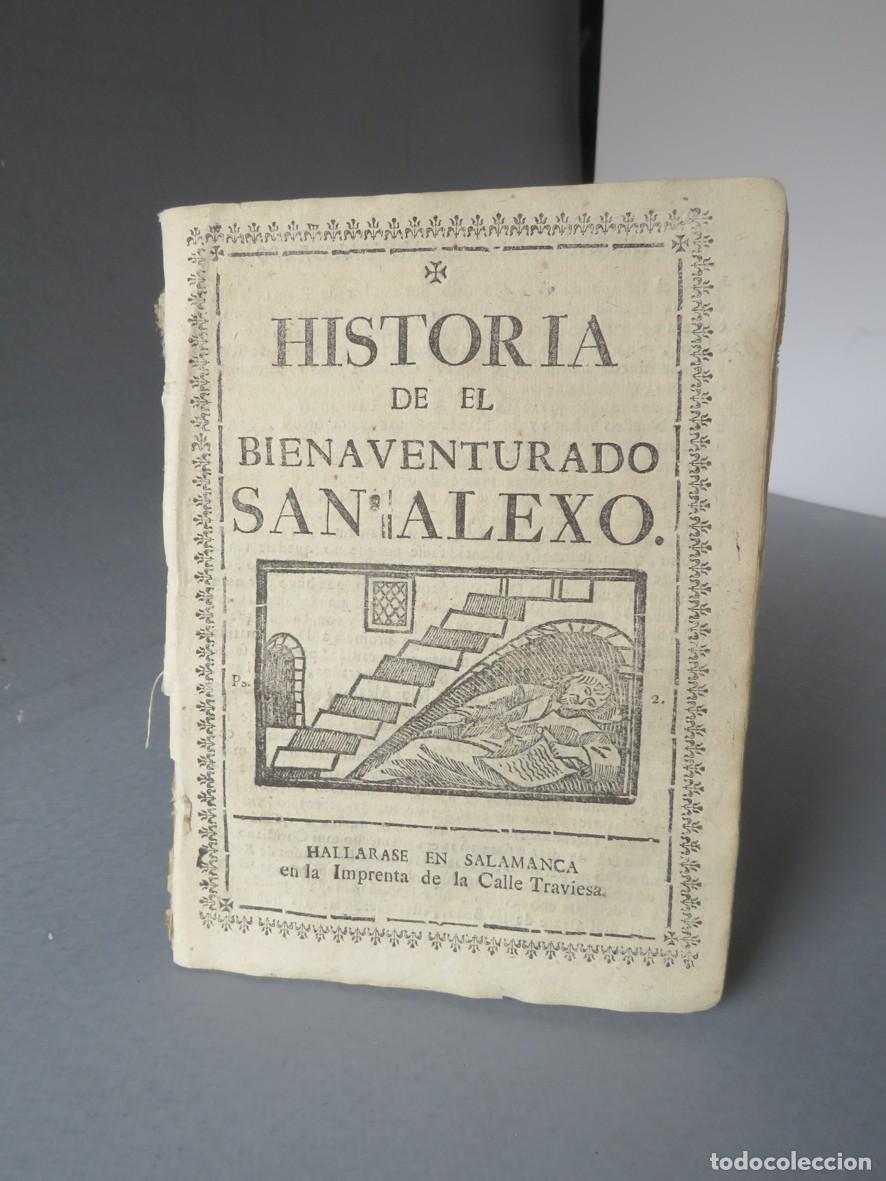 HISTORIA
DE EL
BIENAVENTURADO
SAN ALEXO.
Ps. 2.
HALLARASE EN SALAMANCA
en la Imprenta de la Calle Traviesa.
todocoleccion